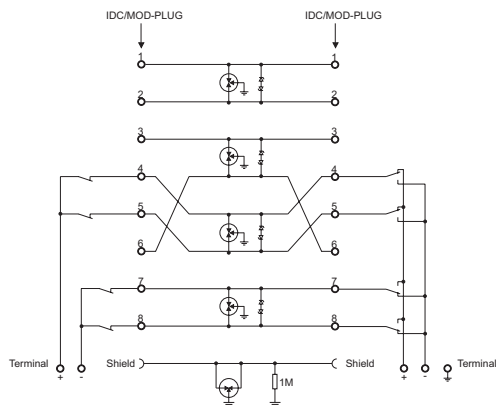 IDC/MOD-PLUG IDC/MOD-PLUG
1 1
2 2
3 3
4 4
5 5
6 6
7 7
8 8
Terminal Shield Shield Terminal
+ - 1M + -